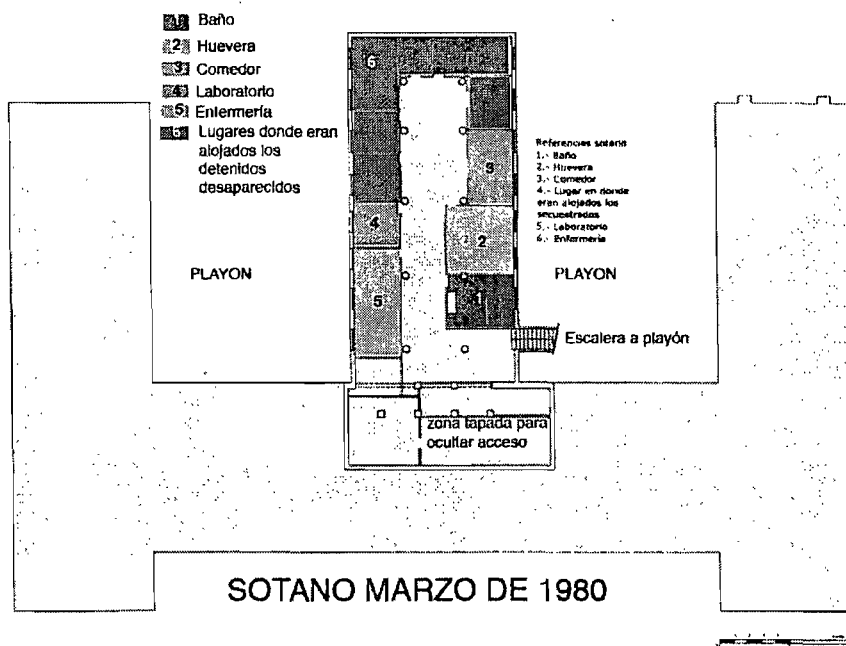 1 Baño
2 Huevera
3 Comedor
4 Laboratorio
5 Enfermería
6 Lugares donde eran
alojados los
detenidos
desaparecidos
6
3
Referencias sotano
1.- Baño
2.- Huevera
3.- Comedor
4.- Lugar en donde
eran alojados los
secuestrados
5.- Laboratorio
6.- Enfermeria
4
2
PLAYON
PLAYON
5
1
Escalera a playón
zona tapada para
ocultar acceso
SOTANO MARZO DE 1980